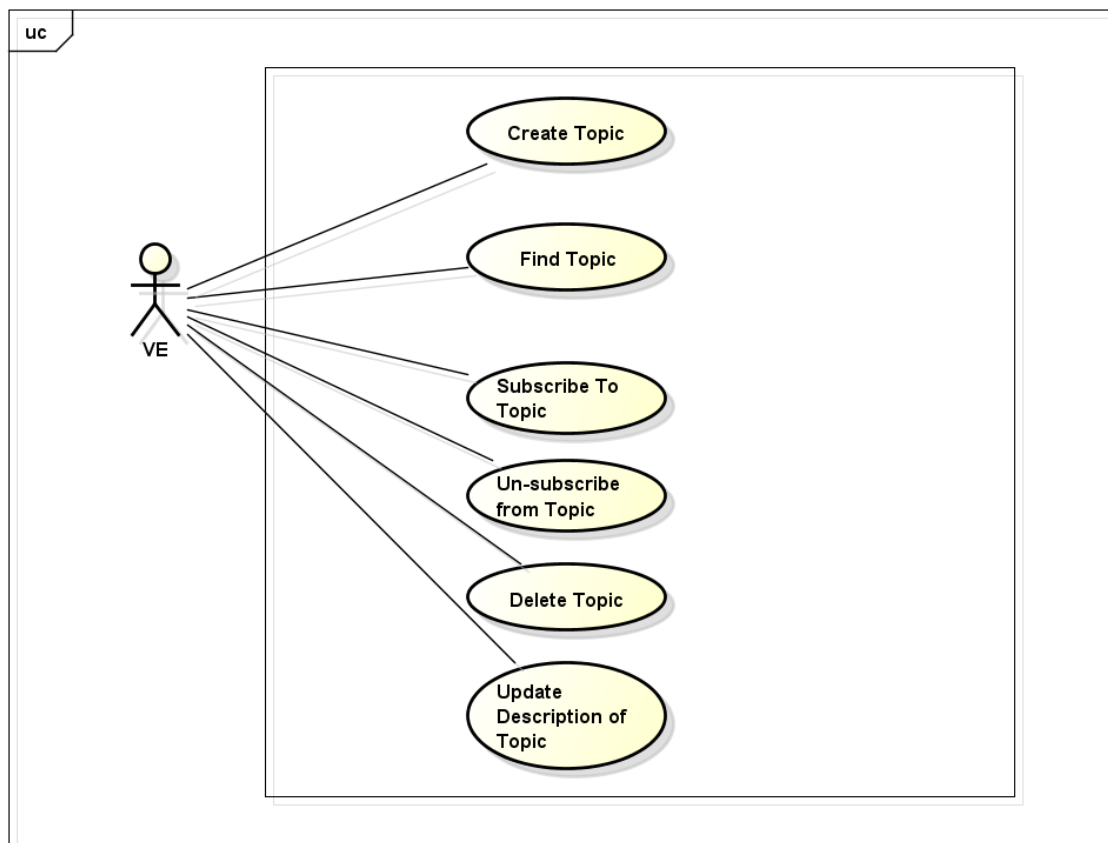 uc
Create Topic
Find Topic
VE
Subscribe To
Topic
Un-subscribe
from Topic
Delete Topic
Update
Description of
Topic